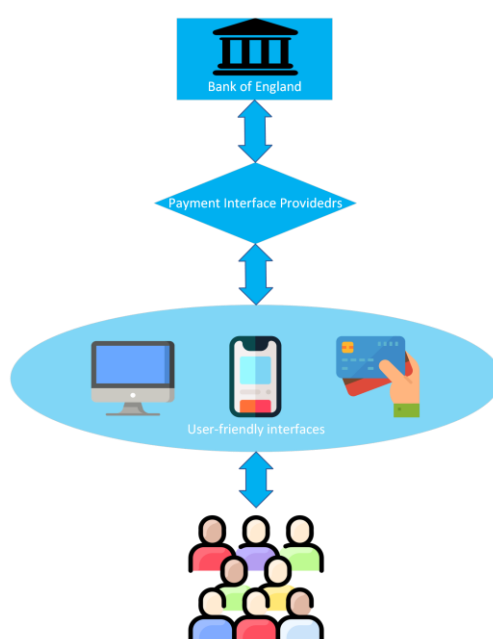 Bank of England
Payment Interface Providedrs
User-friendly interfaces